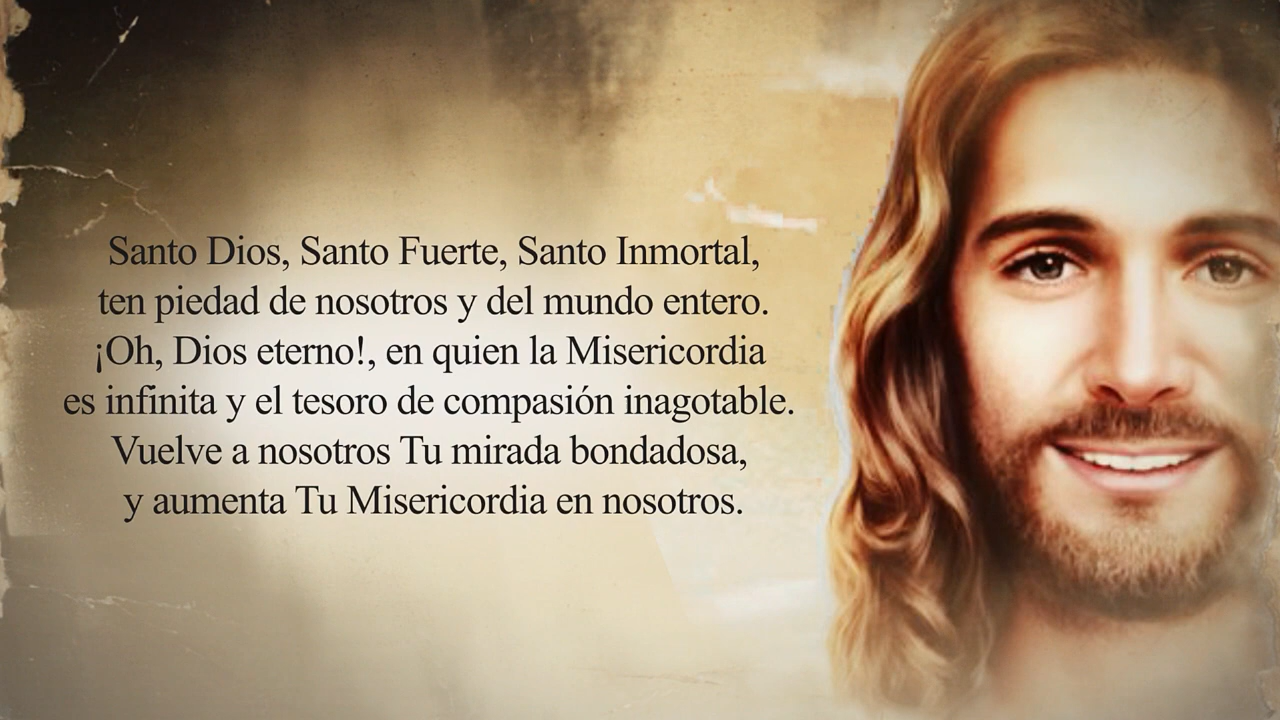 Santo Dios, Santo Fuerte, Santo Inmortal,
ten piedad de nosotros y del mundo entero.
¡Oh, Dios eterno!, en quien la Misericordia
es infinita y el tesoro de compasión inagotable.
Vuelve a nosotros Tu mirada bondadosa,
y aumenta Tu Misericordia en nosotros.